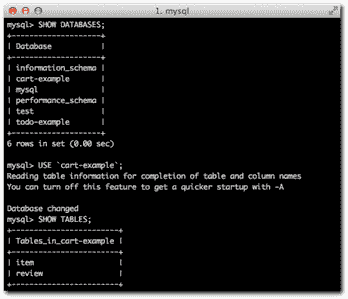 1. mysql
mysql> SHOW DATABASES;
+--------------------+
| Database           |
+--------------------+
| information_schema |
| cart-example       |
| mysql              |
| performance_schema |
| test               |
| todo-example       |
+--------------------+
6 rows in set (0.00 sec)

mysql> USE `cart-example`;
Reading table information for completion of table and column names
You can turn off this feature to get a quicker startup with -A

Database changed
mysql> SHOW TABLES;
+------------------------+
| Tables_in_cart-example |
+------------------------+
| item                   |
| review                 |
+------------------------+